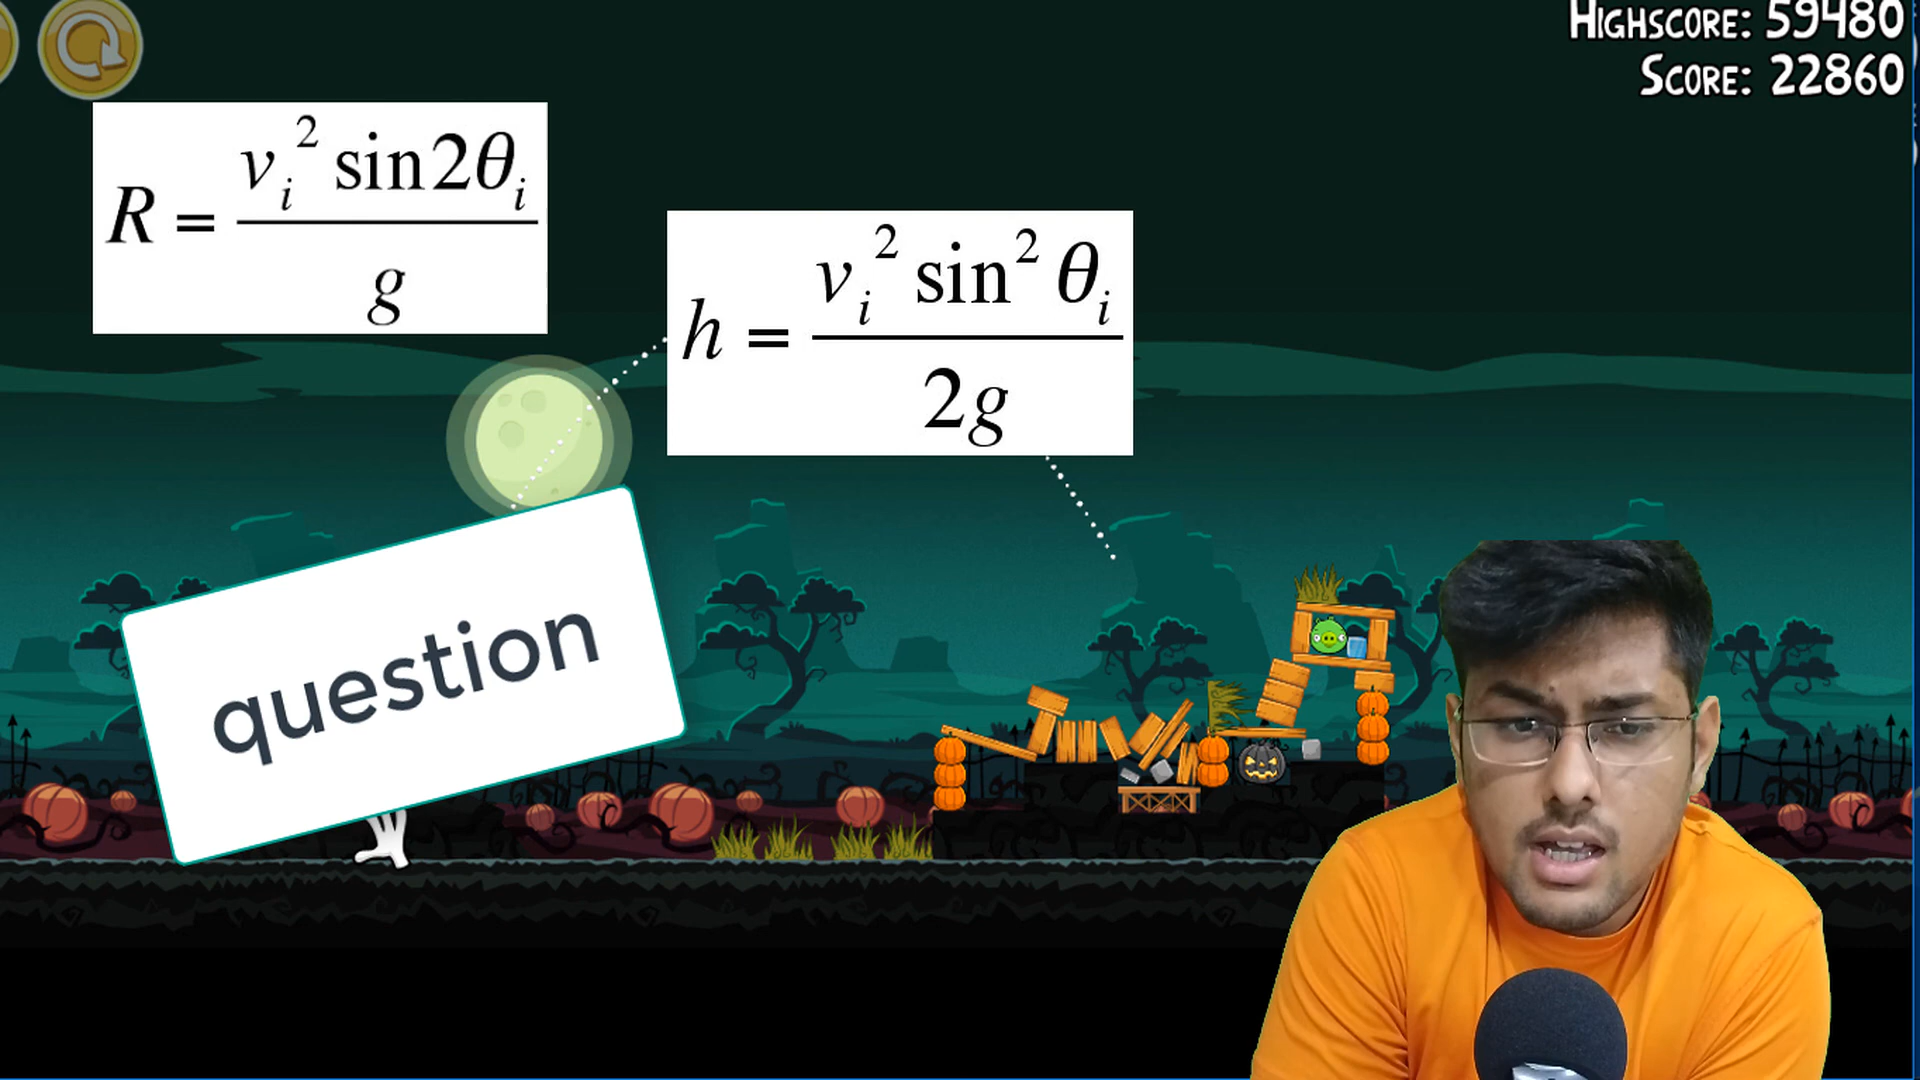 HIGHSCORE: 59480
SCORE: 22860
R = v_i^2 sin2θ_i / g
h = v_i^2 sin^2 θ_i / 2g
question